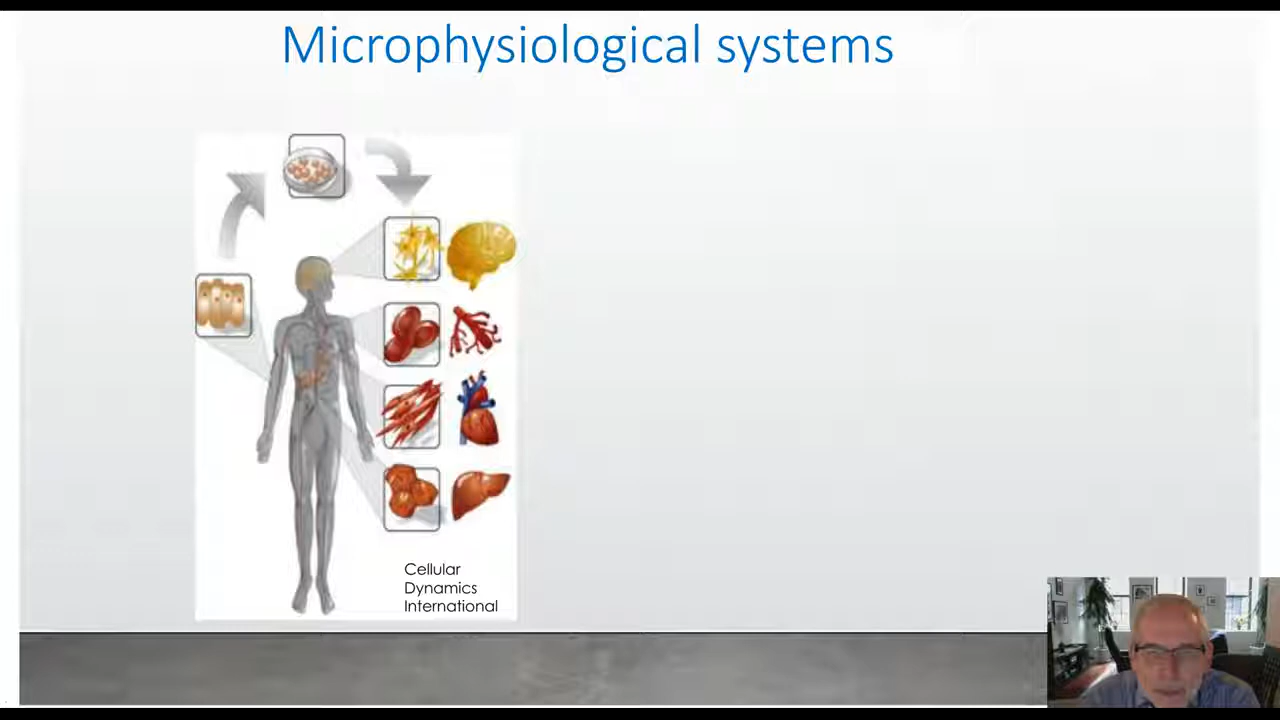 Microphysiological systems
Cellular
Dynamics
International